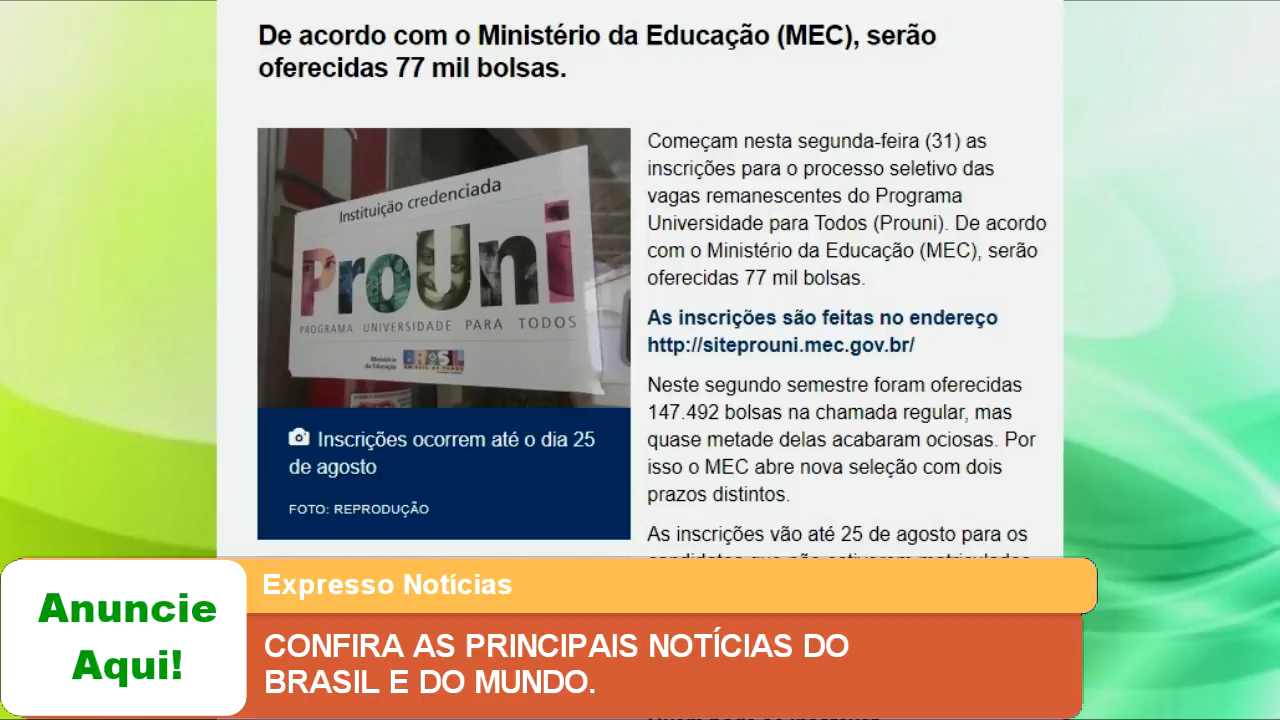 De acordo com o Ministério da Educação (MEC), serão
oferecidas 77 mil bolsas.
Instituição credenciada
ProUni
PROGRAMA UNIVERSIDADE PARA TODOS
Ministério
da Educação
BRASIL
Inscrições ocorrem até o dia 25
de agosto
FOTO: REPRODUÇÃO
Começam nesta segunda-feira (31) as
inscrições para o processo seletivo das
vagas remanescentes do Programa
Universidade para Todos (Prouni). De acordo
com o Ministério da Educação (MEC), serão
oferecidas 77 mil bolsas.
As inscrições são feitas no endereço
http://siteprouni.mec.gov.br/
Neste segundo semestre foram oferecidas
147.492 bolsas na chamada regular, mas
quase metade delas acabaram ociosas. Por
isso o MEC abre nova seleção com dois
prazos distintos.
As inscrições vão até 25 de agosto para os
Anuncie
Aqui!
Expresso Notícias
CONFIRA AS PRINCIPAIS NOTÍCIAS DO
BRASIL E DO MUNDO.